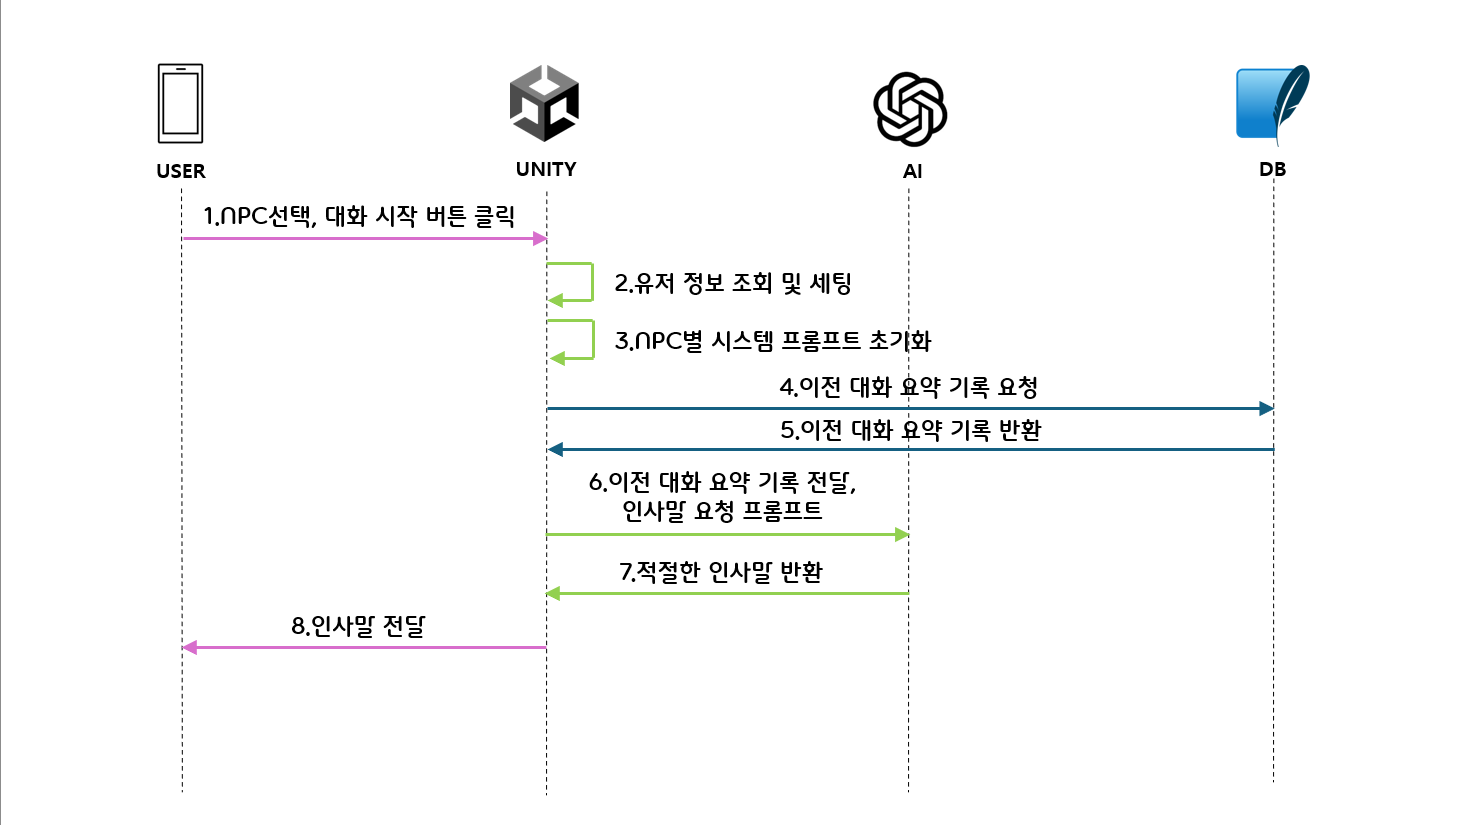 USER
UNITY
AI
DB
1.NPC선택, 대화 시작 버튼 클릭
2.유저 정보 조회 및 세팅
3.NPC별 시스템 프롬프트 초기화
4.이전 대화 요약 기록 요청
5.이전 대화 요약 기록 반환
6.이전 대화 요약 기록 전달,
인사말 요청 프롬프트
7.적절한 인사말 반환
8.인사말 전달